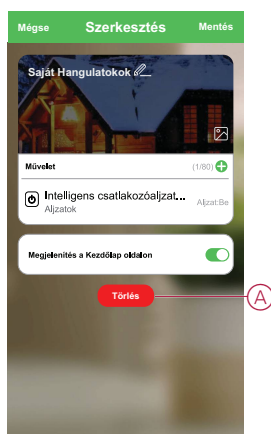 Mégse Szerkesztés Mentés
Saját Hangulatokok
Művelet (1/80)
Intelligens csatlakozóaljzat... Aljzat:Be
Aljzatok
Megjelenítés a Kezdőlap oldalon
Törlés A